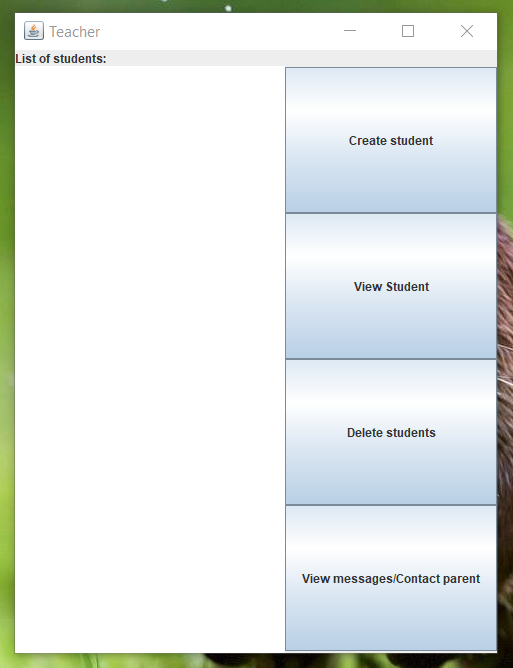 Teacher
List of students:
Create student
View Student
Delete students
View messages/Contact parent